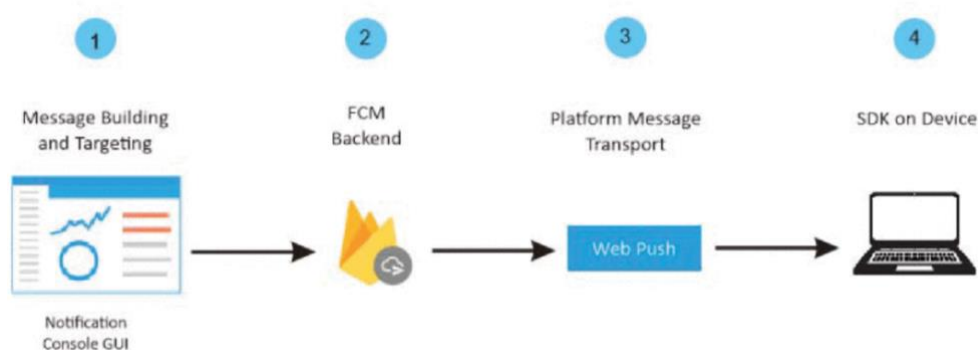 1
2
3
4
Message Building
and Targeting
FCM
Backend
Platform Message
Transport
SDK on Device
Web Push
Notification
Console GUI